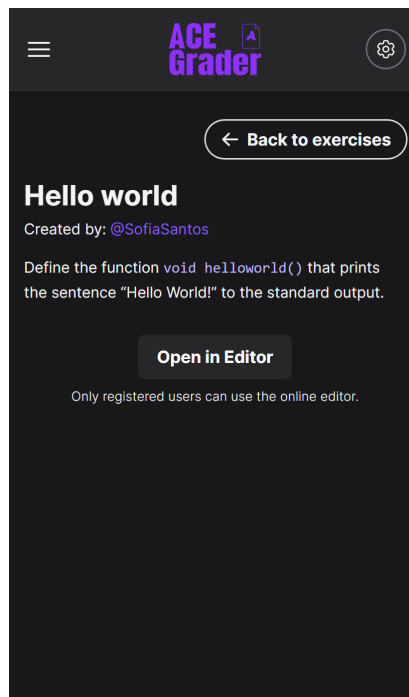 ACE
Grader
← Back to exercises
Hello world
Created by: @SofiaSantos
Define the function void helloworld() that prints
the sentence “Hello World!” to the standard output.
Open in Editor
Only registered users can use the online editor.